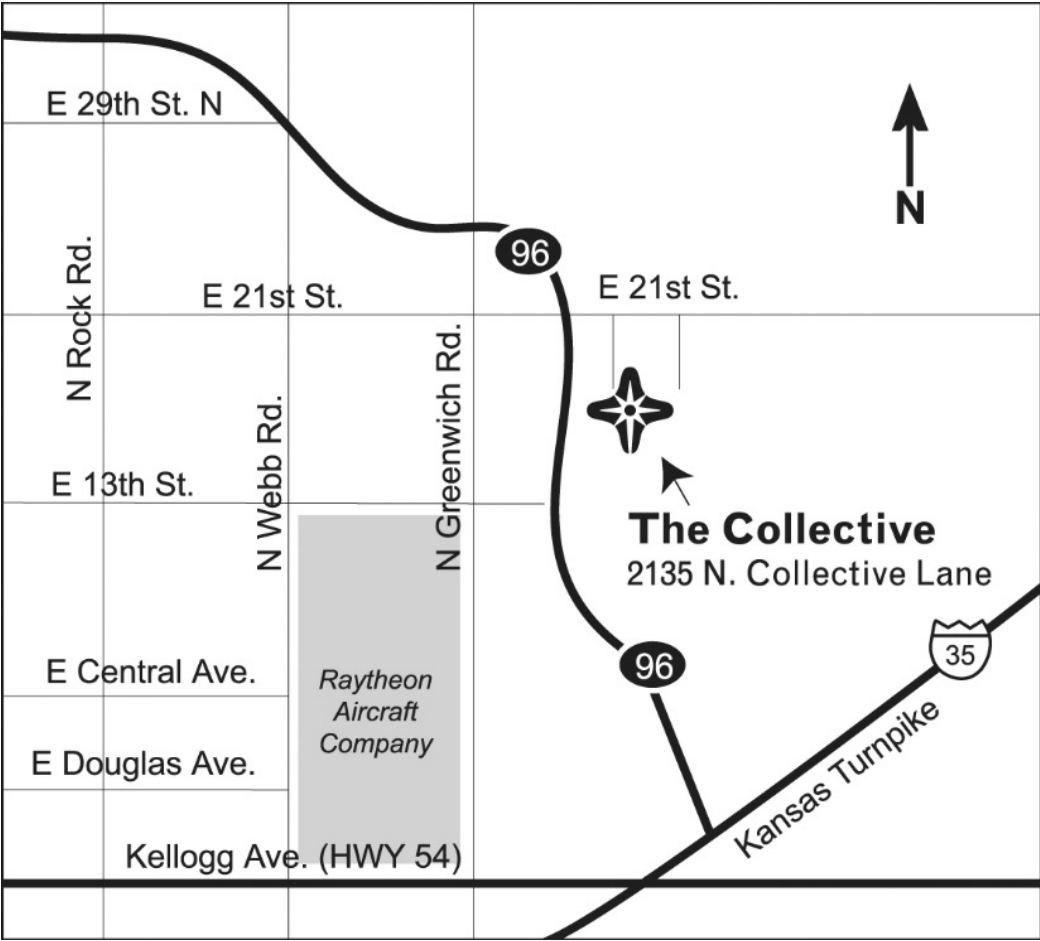 E 29th St. N
N
96
N Rock Rd.
E 21st St.
E 21st St.
N Greenwich Rd.
N Webb Rd.
E 13th St.
The Collective
2135 N. Collective Lane
35
96
E Central Ave.
Raytheon
Aircraft
Company
Kansas Turnpike
E Douglas Ave.
Kellogg Ave. (HWY 54)